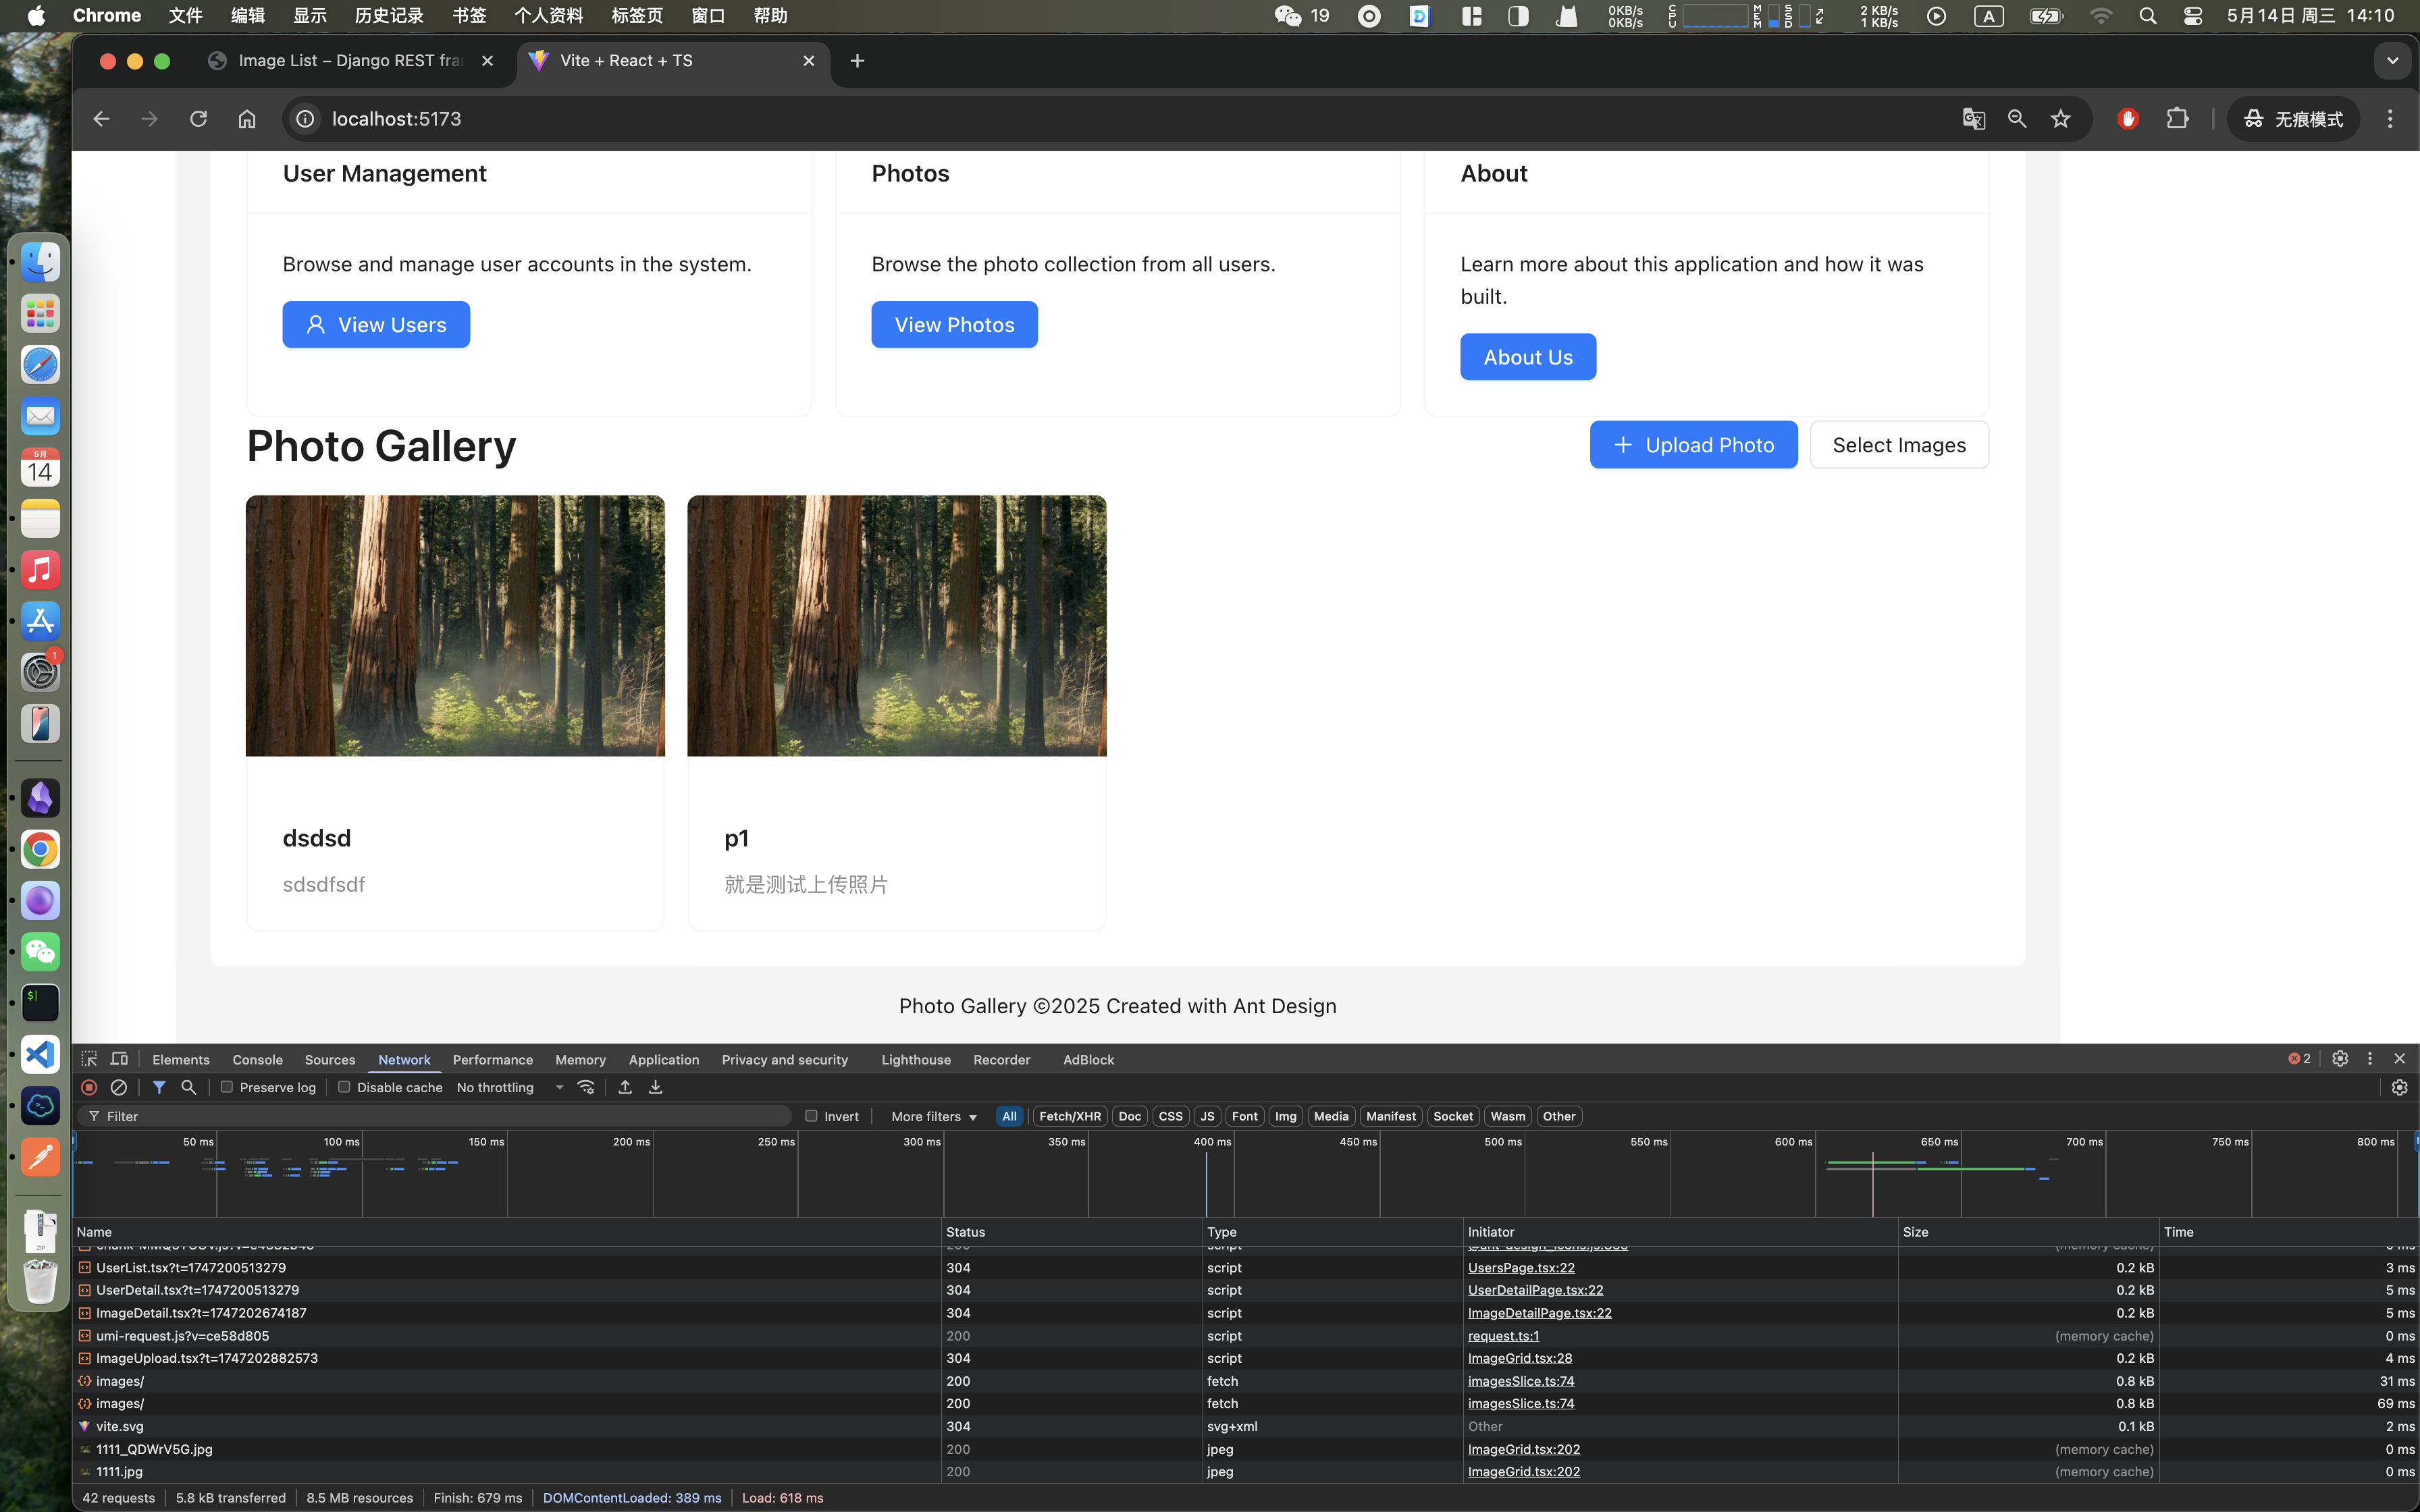 Chrome 文件 编辑 显示 历史记录 书签 个人资料 标签页 窗口 帮助 19 0KB/s 0KB/s CPU MEM SSD 2 KB/s 1 KB/s A 5月14日 周三 14:10
Image List – Django REST fra
Vite + React + TS
localhost:5173
无痕模式
User Management
Photos
About
Browse and manage user accounts in the system.
Browse the photo collection from all users.
Learn more about this application and how it was
built.
View Users
View Photos
About Us
Photo Gallery
Upload Photo
Select Images
dsdsd
sdsdfsdf
p1
就是测试上传照片
Photo Gallery ©2025 Created with Ant Design
5月
14
1
ZIP
Elements Console Sources Network Performance Memory Application Privacy and security Lighthouse Recorder AdBlock 2
Preserve log Disable cache No throttling
Filter Invert More filters All Fetch/XHR Doc CSS JS Font Img Media Manifest Socket Wasm Other
50 ms 100 ms 150 ms 200 ms 250 ms 300 ms 350 ms 400 ms 450 ms 500 ms 550 ms 600 ms 650 ms 700 ms 750 ms 800 ms
Name Status Type Initiator Size Time
UserList.tsx?t=1747200513279 304 script UsersPage.tsx:22 0.2 kB 3 ms
UserDetail.tsx?t=1747200513279 304 script UserDetailPage.tsx:22 0.2 kB 5 ms
ImageDetail.tsx?t=1747202674187 304 script ImageDetailPage.tsx:22 0.2 kB 5 ms
umi-request.js?v=ce58d805 200 script request.ts:1 (memory cache) 0 ms
ImageUpload.tsx?t=1747202882573 304 script ImageGrid.tsx:28 0.2 kB 4 ms
images/ 200 fetch imagesSlice.ts:74 0.8 kB 31 ms
images/ 200 fetch imagesSlice.ts:74 0.8 kB 69 ms
vite.svg 304 svg+xml Other 0.1 kB 2 ms
1111_QDWrV5G.jpg 200 jpeg ImageGrid.tsx:202 (memory cache) 0 ms
1111.jpg 200 jpeg ImageGrid.tsx:202 (memory cache) 0 ms
42 requests 5.8 kB transferred 8.5 MB resources Finish: 679 ms DOMContentLoaded: 389 ms Load: 618 ms